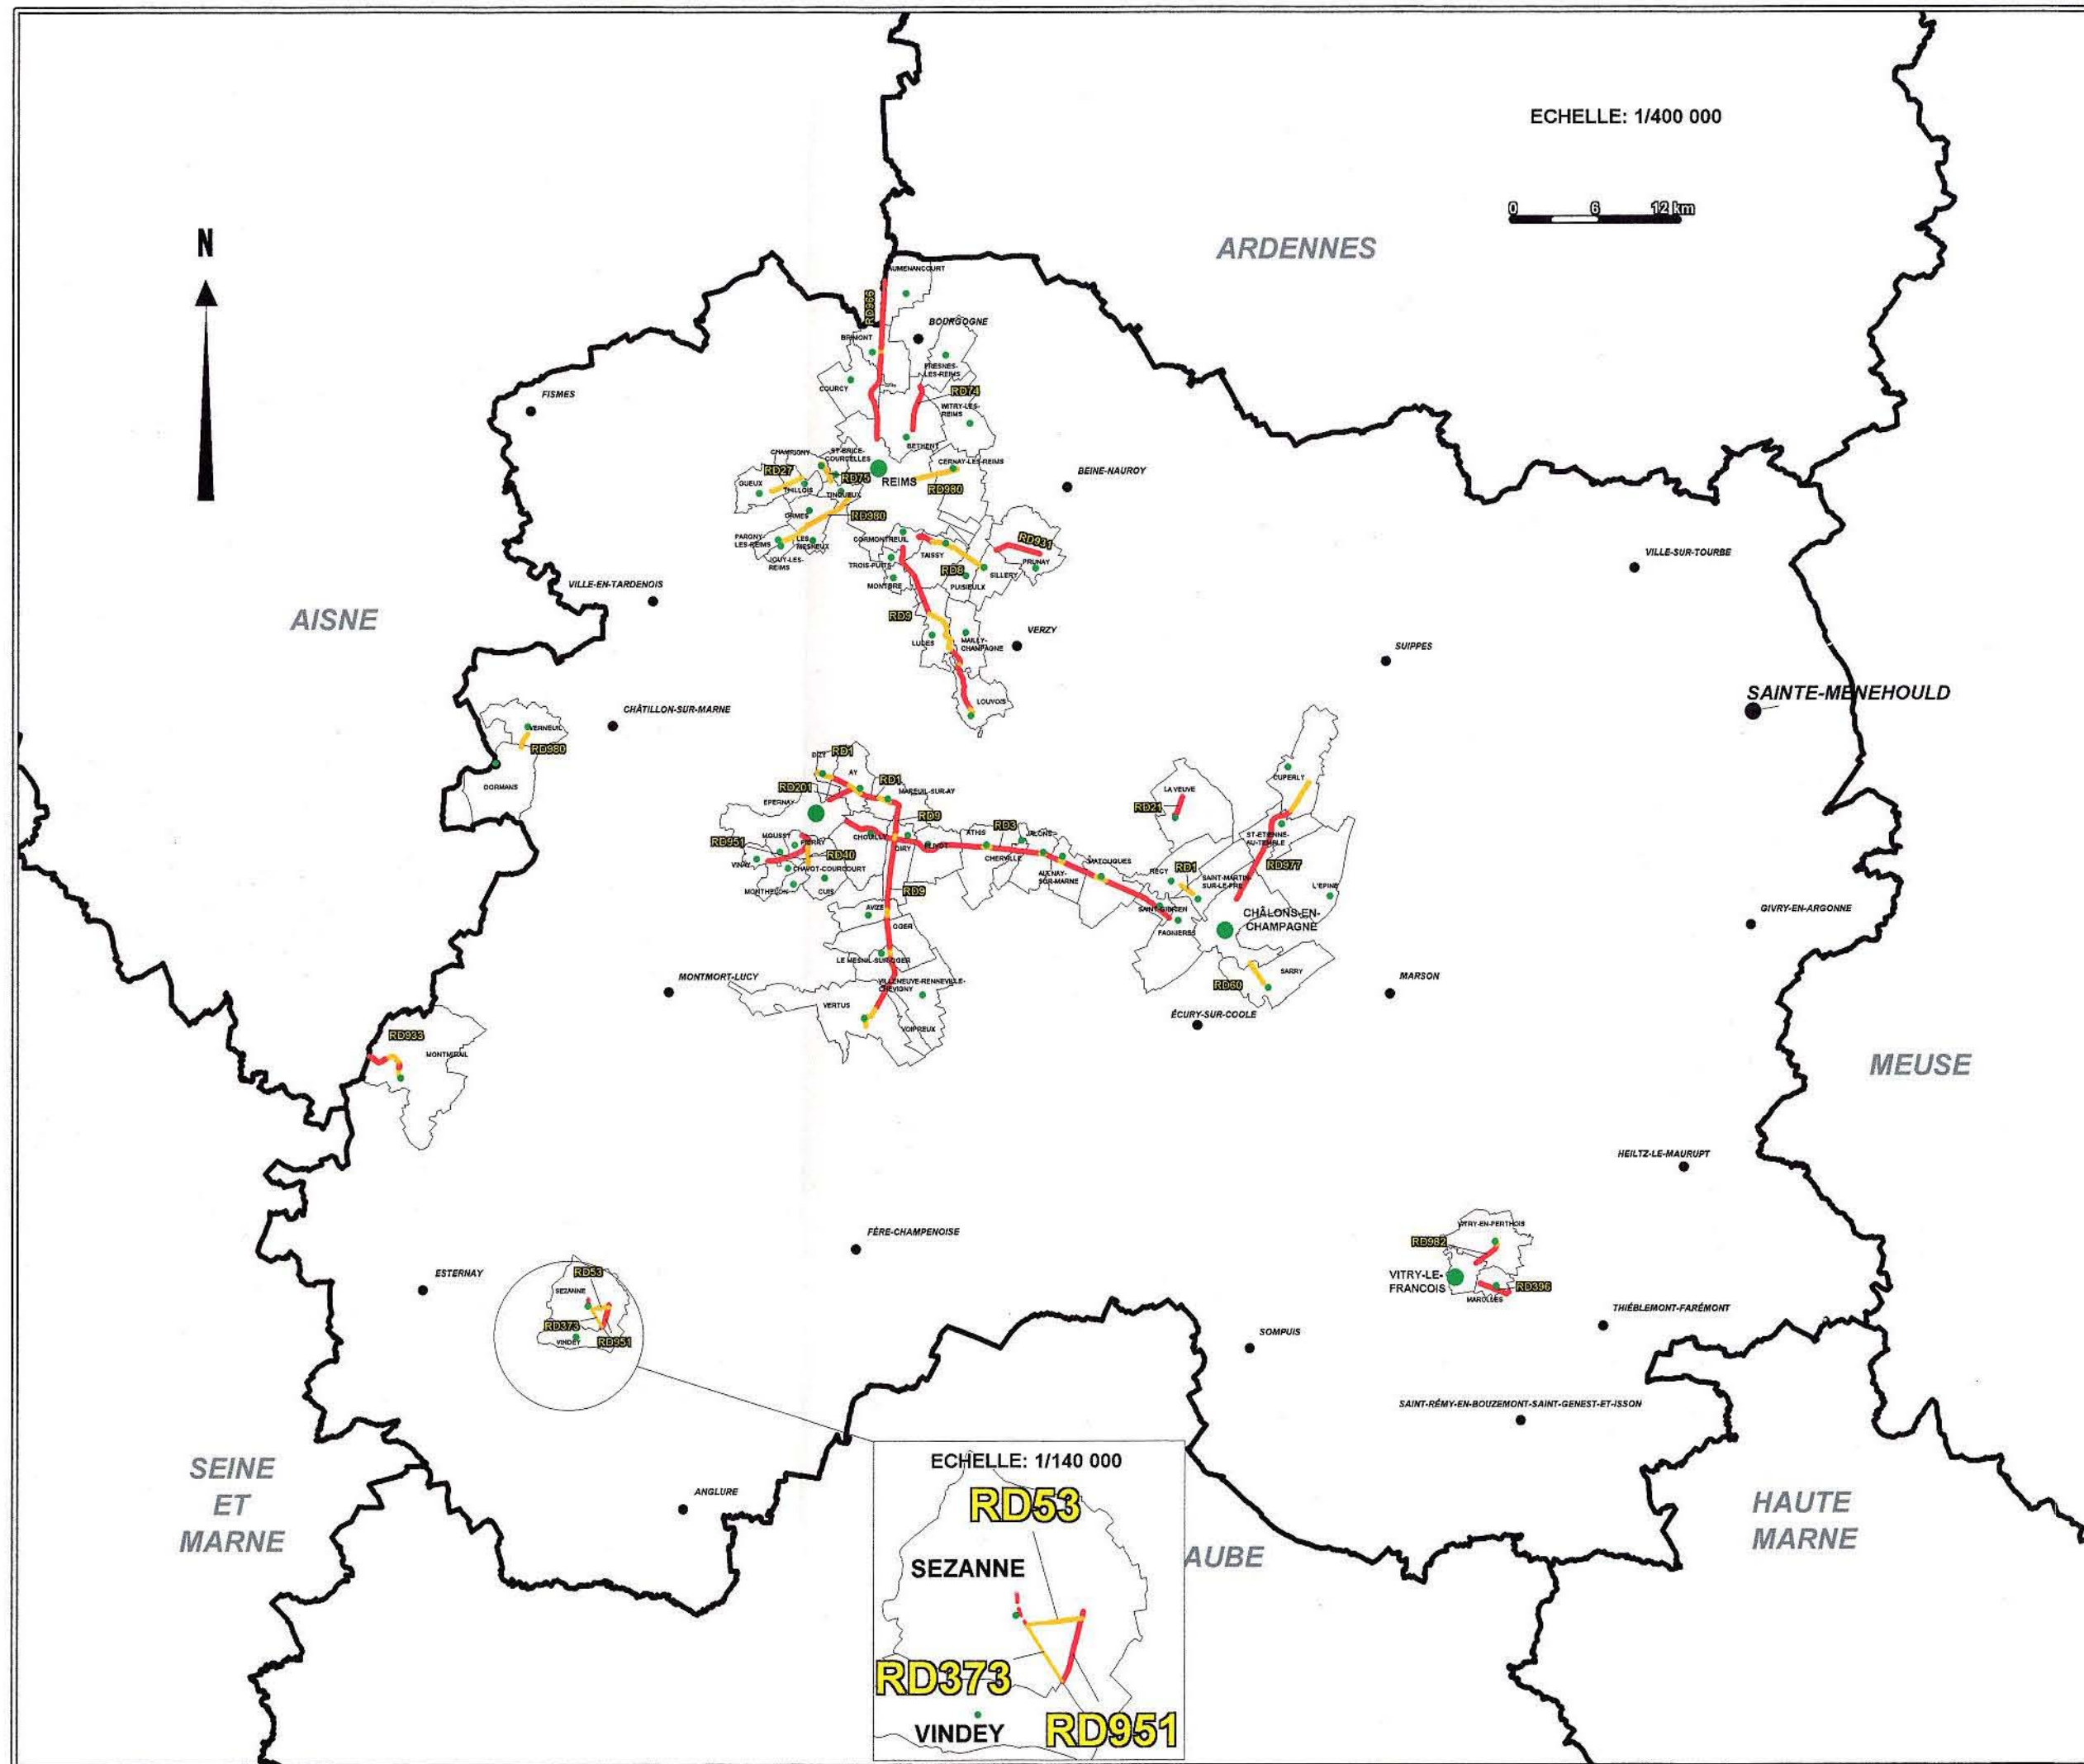 ECHELLE: 1/400 000
0 6 12 km
N
ARDENNES
AUMENANCOURT
RD966
BOURGOGNE
BRIMONT
FRESNES-
LES-REIMS
COURCY
RD74
FISMES
WITRY-LES-
REIMS
BETHENY
CHAMPIGNY
ST-BRICE-
COURCELLES
CERNAY-LES-REIMS
RD27
RD75
REIMS
BEINE-NAUROY
GUEUX
THILLOIS
TINQUEUX
RD980
ORMES
RD980
PARGNY-
LES-REIMS
LES
MESNEUX
JOUY-LES-
REIMS
CORMONTREUIL
TAISSY
RD931
TROIS-PUITS
RD8
SILLERY
PRUNAY
MONTBRE
PUISIEULX
VILLE-SUR-TOURBE
VILLE-EN-TARDENOIS
AISNE
RD9
LUDES
MAILLY-
CHAMPAGNE
VERZY
SUIPPES
LOUVOIS
SAINTE-MENEHOULD
CHÂTILLON-SUR-MARNE
VERNEUIL
RD980
DORMANS
DIZY
RD1
AY
RD1
RD201
MAREUIL-SUR-AY
EPERNAY
RD9
CUPERLY
LA VEUVE
RD21
MOUSSY
PIERRY
RD951
CHOUILLY
OIRY
PLIVOT
ATHIS
RD3
JALONS
CHERVILLE
ST-ETIENNE-
AU-TEMPLE
VINAY
RD40
CHAVOT-COURCOURT
MONTHELON
CUIS
RD9
AULNAY-
SUR-MARNE
MATOUGUES
RECY
RD1
SAINT-MARTIN-
SUR-LE-PRE
RD977
L'EPINE
AVIZE
OGER
SAINT-GIBRIEN
FAGNIERES
CHÂLONS-EN-
CHAMPAGNE
GIVRY-EN-ARGONNE
LE MESNIL-SUR-OGER
MONTMORT-LUCY
VILLENEUVE-RENNEVILLE-
CHEVIGNY
VERTUS
VOIPREUX
SARRY
RD60
MARSON
ÉCURY-SUR-COOLE
RD933
MONTMIRAIL
MEUSE
HEILTZ-LE-MAURUPT
FÈRE-CHAMPENOISE
VITRY-EN-PERTHOIS
RD982
VITRY-LE-
FRANCOIS
RD396
MAROLLES
ESTERNAY
RD53
SEZANNE
RD373
VINDEY
RD951
THIÉBLEMONT-FARÉMONT
SOMPUIS
SAINT-RÉMY-EN-BOUZEMONT-SAINT-GENEST-ET-ISSON
SEINE
ET
MARNE
ANGLURE
ECHELLE: 1/140 000
RD53
SEZANNE
RD373
VINDEY
RD951
AUBE
HAUTE
MARNE